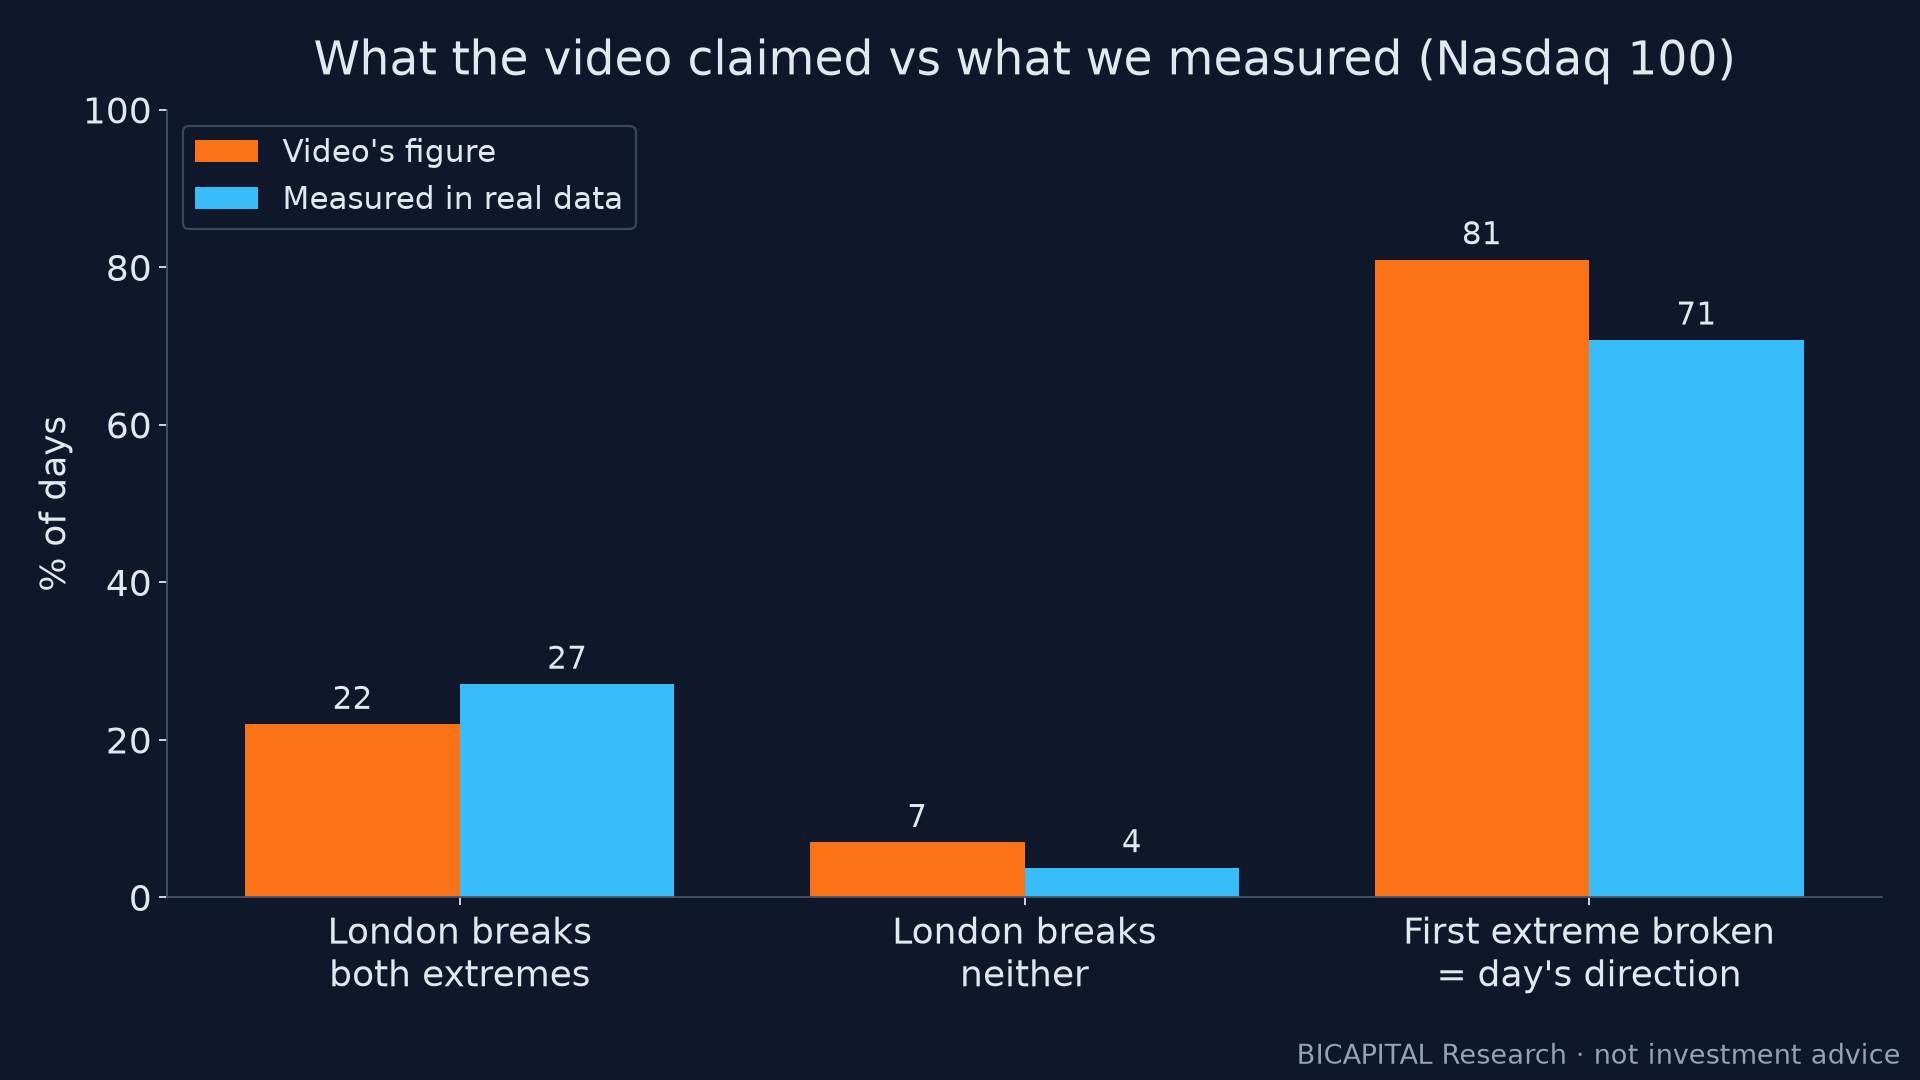 What the video claimed vs what we measured (Nasdaq 100)
Video's figure
Measured in real data
% of days
100
80
60
40
20
0
22
27
7
4
81
71
London breaks
both extremes
London breaks
neither
First extreme broken
= day's direction
BICAPITAL Research · not investment advice